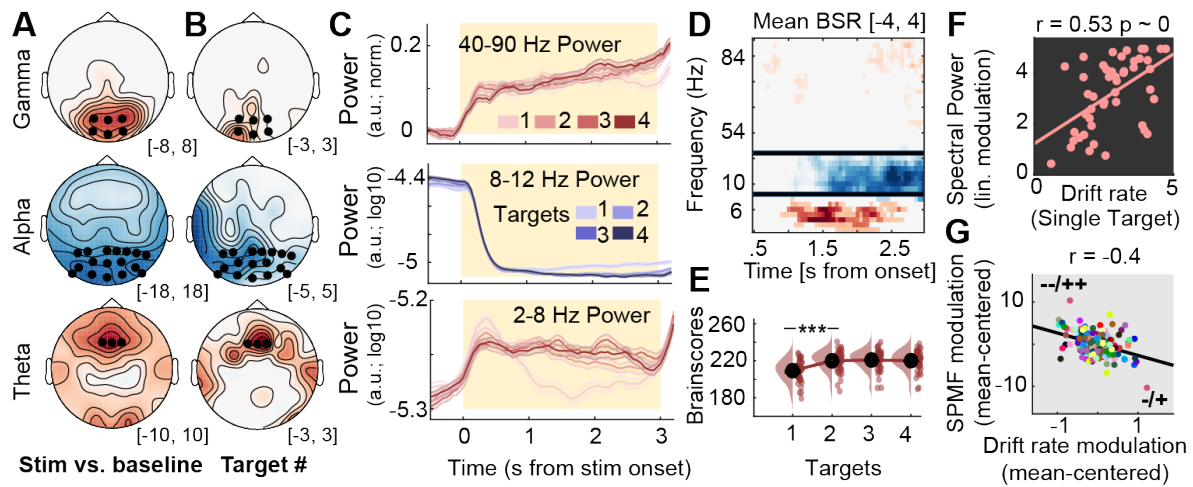 A
B
Gamma
[-8, 8]
[-3, 3]
Alpha
[-18, 18]
[-5, 5]
Theta
[-10, 10]
[-3, 3]
Stim vs. baseline
Target #
C
Power
(a.u.; norm.)
0.2
0
40-90 Hz Power
1 2 3 4
Power
(a.u.; log10)
-4.4
-5
8-12 Hz Power
Targets
1 2
3 4
Power
(a.u.; log10)
-5.2
-5.3
2-8 Hz Power
0 1 2 3
Time (s from stim onset)
D
Mean BSR [-4, 4]
Frequency (Hz)
84
54
10
6
.5 1.5 2.5
Time [s from onset]
E
Brainscores
260
220
180
***
1 2 3 4
Targets
F
r = 0.53 p ~ 0
Spectral Power
(lin. modulation)
4
2
0
0 5
Drift rate
(Single Target)
G
r = -0.4
SPMF modulation
(mean-centered)
10
-10
--/++
-/+
-1 1
Drift rate modulation
(mean-centered)